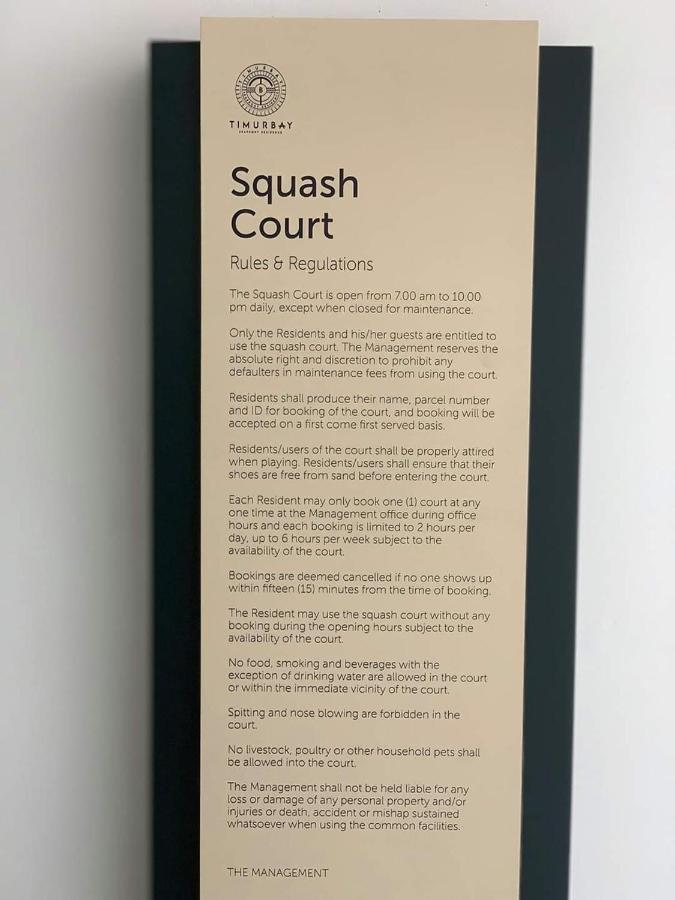 TIMURBAY
SEAFRONT RESIDENCE
Squash
Court
Rules & Regulations
The Squash Court is open from 7.00 am to 10.00
pm daily, except when closed for maintenance.
Only the Residents and his/her guests are entitled to
use the squash court. The Management reserves the
absolute right and discretion to prohibit any
defaulters in maintenance fees from using the court.
Residents shall produce their name, parcel number
and ID for booking of the court, and booking will be
accepted on a first come first served basis.
Residents/users of the court shall be properly attired
when playing. Residents/users shall ensure that their
shoes are free from sand before entering the court.
Each Resident may only book one (1) court at any
one time at the Management office during office
hours and each booking is limited to 2 hours per
day, up to 6 hours per week subject to the
availability of the court.
Bookings are deemed cancelled if no one shows up
within fifteen (15) minutes from the time of booking.
The Resident may use the squash court without any
booking during the opening hours subject to the
availability of the court.
No food, smoking and beverages with the
exception of drinking water are allowed in the court
or within the immediate vicinity of the court.
Spitting and nose blowing are forbidden in the
court.
No livestock, poultry or other household pets shall
be allowed into the court.
The Management shall not be held liable for any
loss or damage of any personal property and/or
injuries or death, accident or mishap sustained
whatsoever when using the common facilities.
THE MANAGEMENT